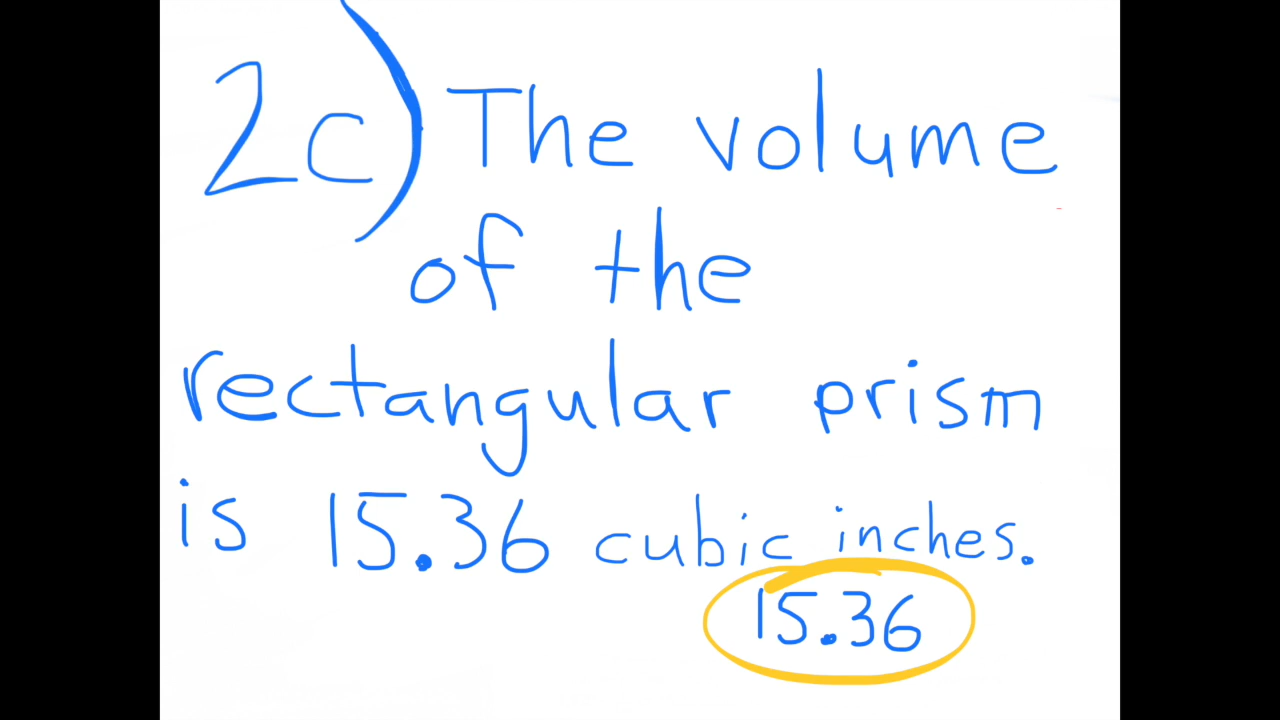 2c) The volume
of the
rectangular prism
is 15.36 cubic inches.
15.36